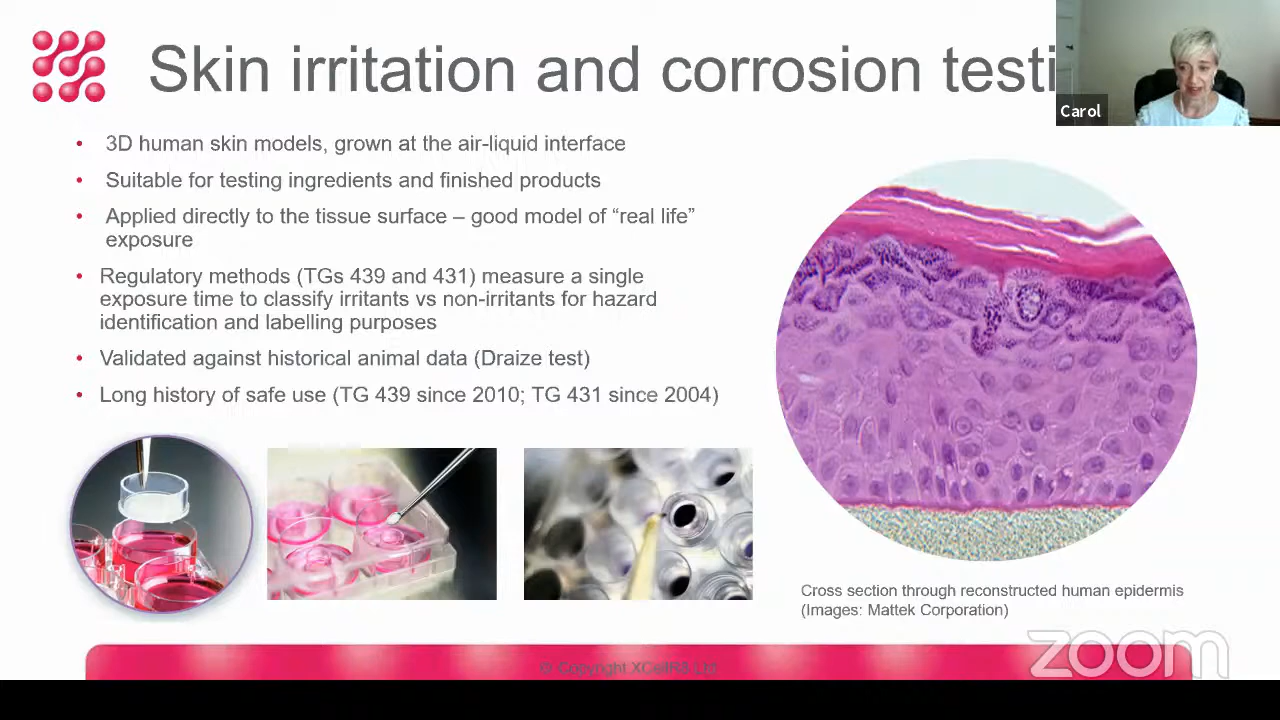 Skin irritation and corrosion testi
Carol
• 3D human skin models, grown at the air-liquid interface
• Suitable for testing ingredients and finished products
• Applied directly to the tissue surface – good model of “real life”
exposure
• Regulatory methods (TGs 439 and 431) measure a single
exposure time to classify irritants vs non-irritants for hazard
identification and labelling purposes
• Validated against historical animal data (Draize test)
• Long history of safe use (TG 439 since 2010; TG 431 since 2004)
Cross section through reconstructed human epidermis
(Images: Mattek Corporation)
© Copyright XCellR8 Ltd
zoom